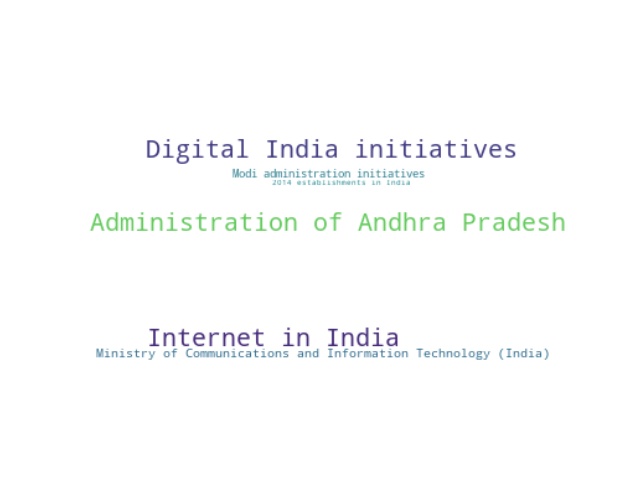 Digital India initiatives
Modi administration initiatives
2014 establishments in India
Administration of Andhra Pradesh
Internet in India
Ministry of Communications and Information Technology (India)